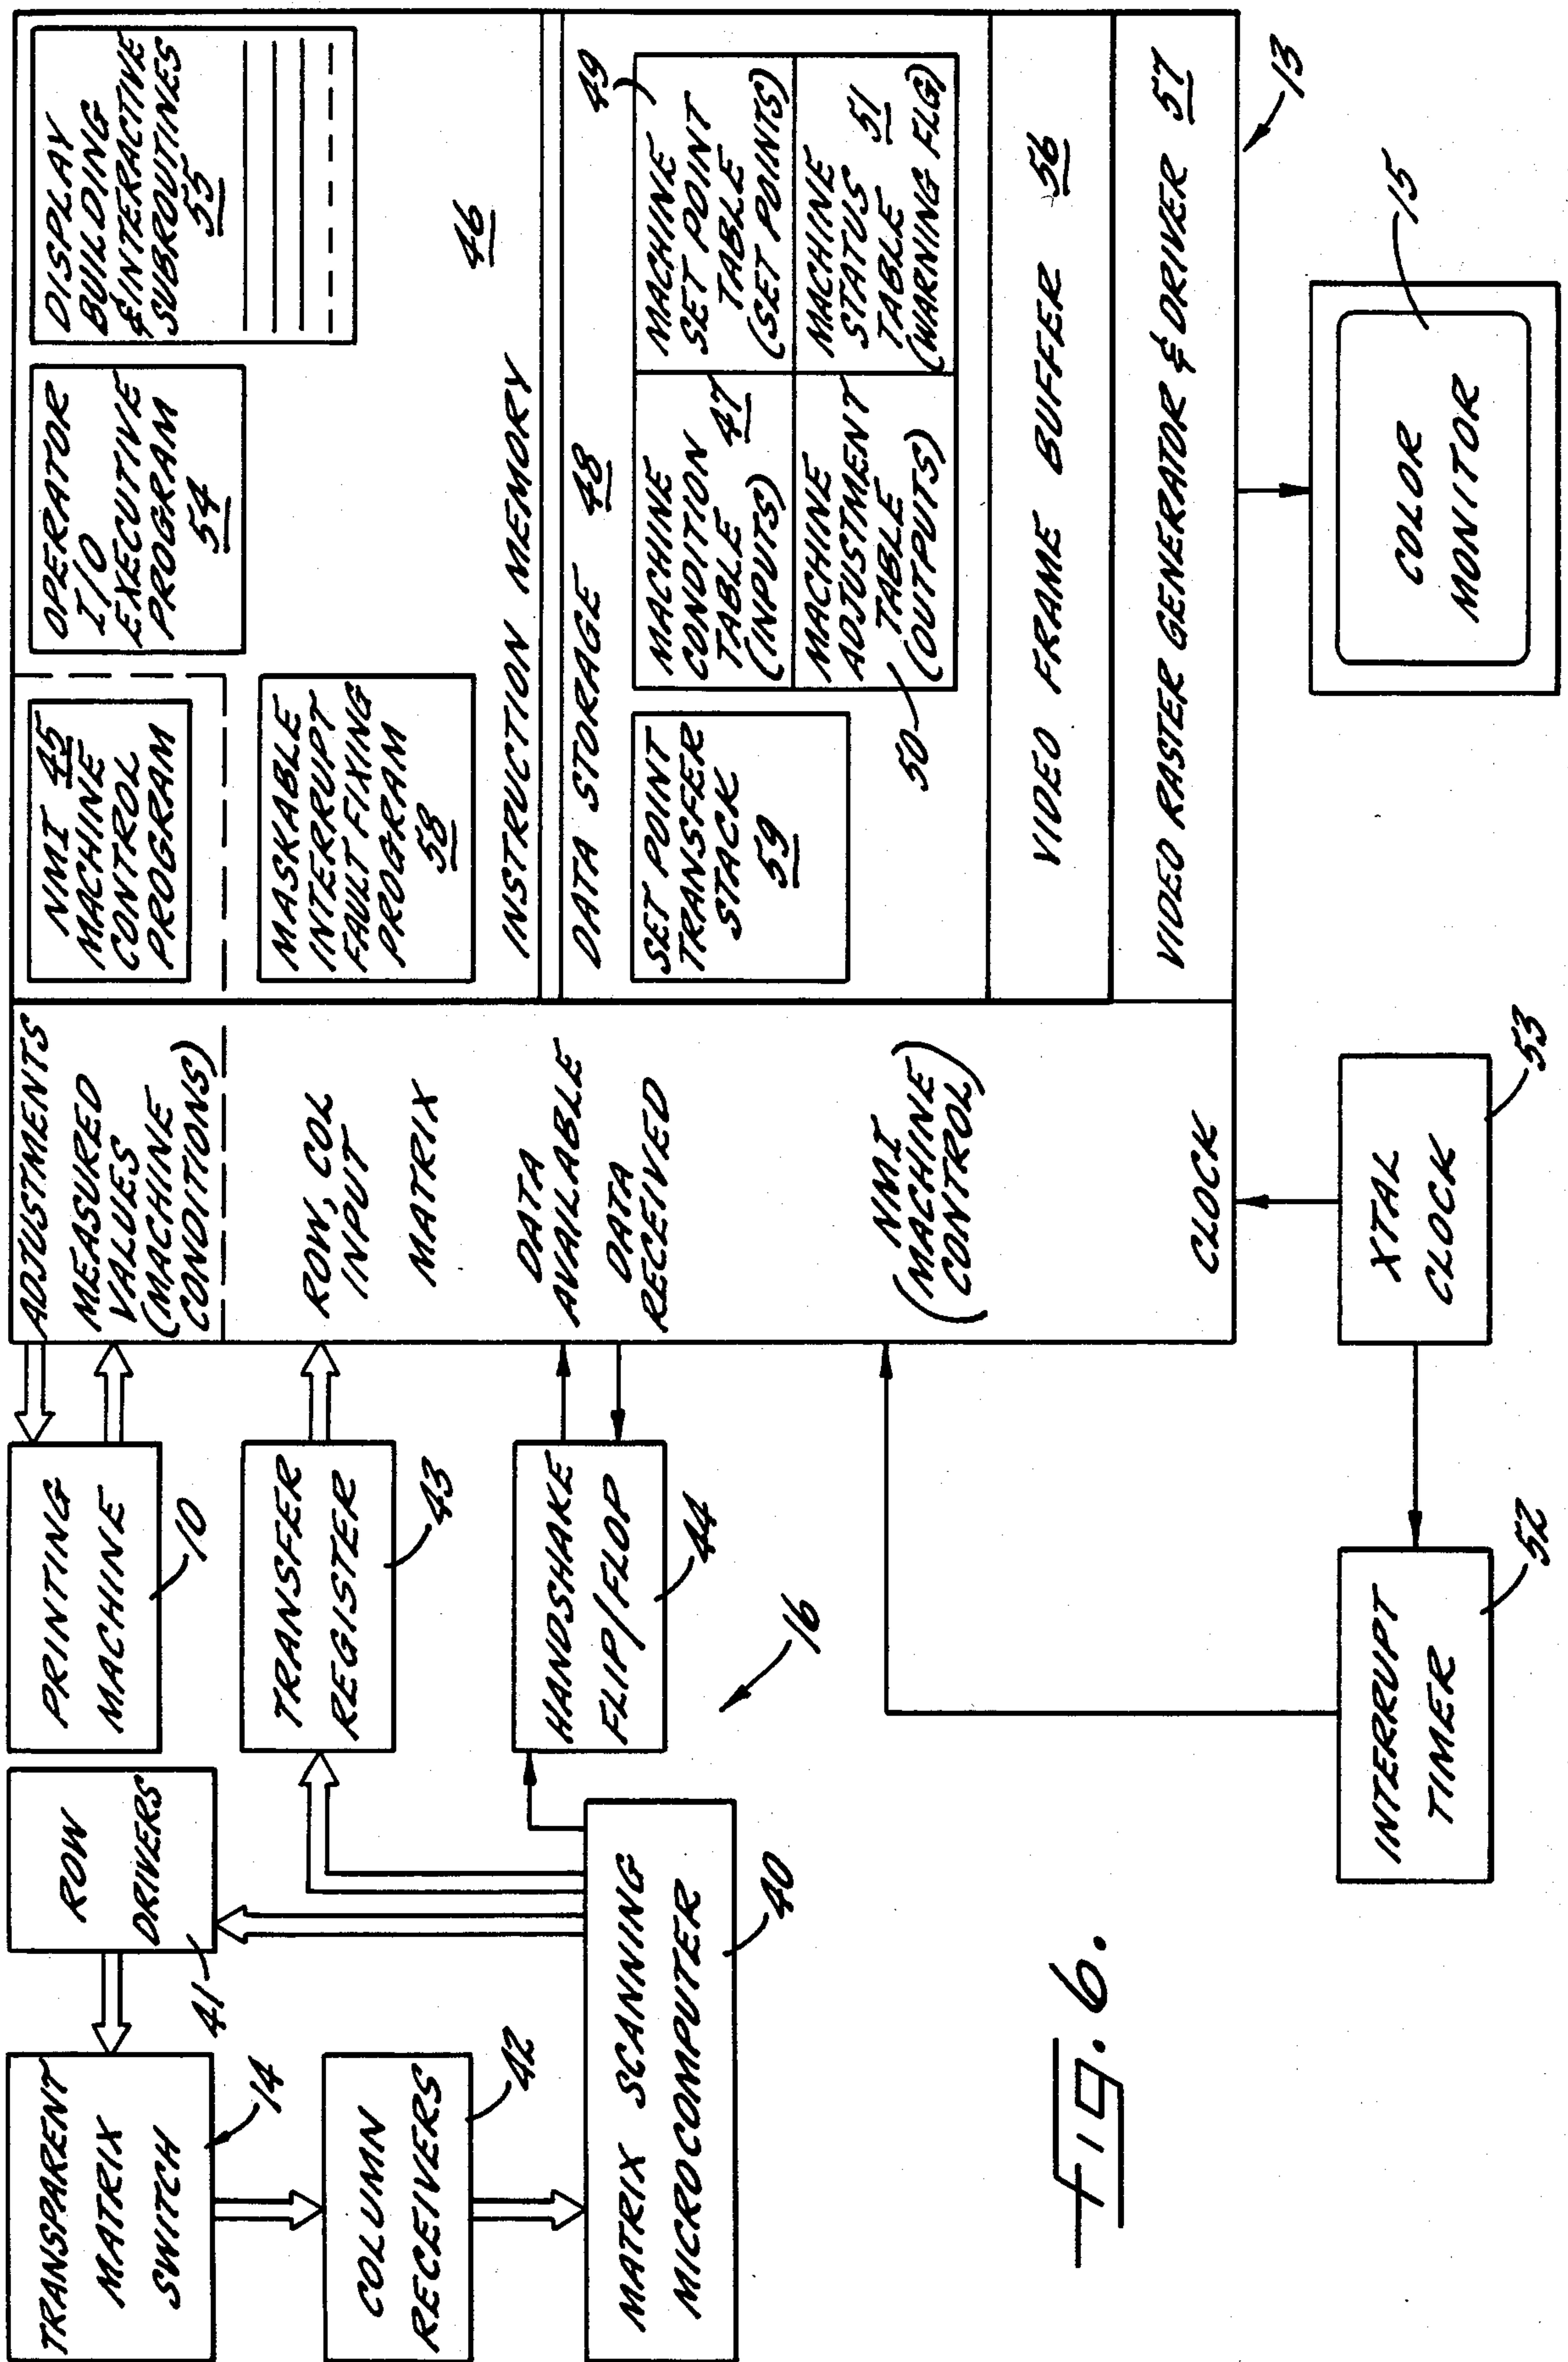 TRANSPARENT
MATRIX
SWITCH
14
ROW
DRIVERS
41
COLUMN
RECEIVERS
42
MATRIX SCANNING
MICROCOMPUTER
40
PRINTING
MACHINE
10
TRANSFER
REGISTER
43
HANDSHAKE
FLIP/FLOP
44
16
INTERRUPT
TIMER
52
XTAL
CLOCK
53
ADJUSTMENTS
MEASURED
VALUES
(MACHINE
CONDITIONS)
ROW, COL
INPUT
MATRIX
DATA
AVAILABLE
DATA
RECEIVED
NMI
(MACHINE
CONTROL)
CLOCK
NMI 45
MACHINE
CONTROL
PROGRAM
MASKABLE
INTERRUPT
FAULT FIXING
PROGRAM
58
OPERATOR
I/O
EXECUTIVE
PROGRAM
54
DISPLAY
BUILDING
& INTERACTIVE
SUBROUTINES
55
INSTRUCTION MEMORY 46
DATA STORAGE 48
SET POINT
TRANSFER
STACK
59
MACHINE
CONDITION
TABLE 47
(INPUTS)
MACHINE
SET POINT
TABLE
(SET POINTS)
49
MACHINE
ADJUSTMENT
TABLE
(OUTPUTS)
50
MACHINE
STATUS
TABLE 51
(WARNING FLG)
VIDEO FRAME BUFFER 56
VIDEO RASTER GENERATOR & DRIVER 57
13
COLOR
MONITOR
15
FIG. 6.